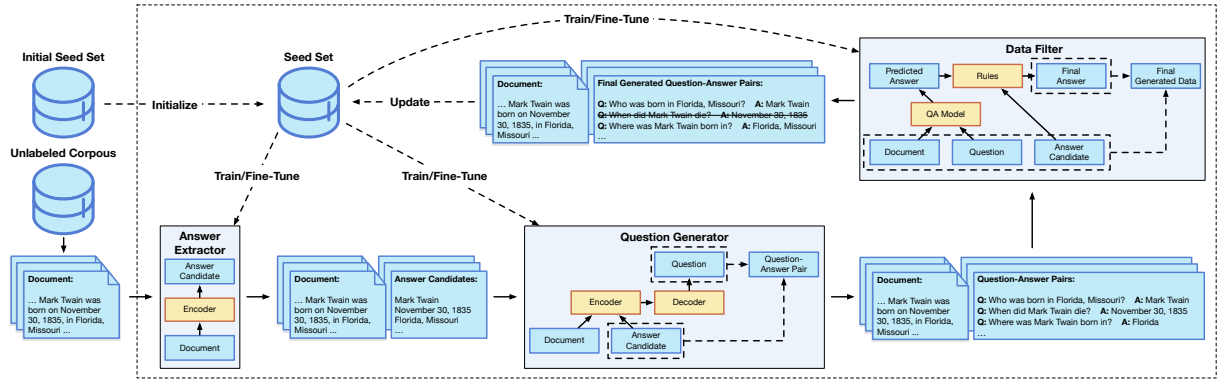 Train/Fine-Tune
Initial Seed Set
Seed Set
Initialize
Update
Document:
... Mark Twain was
born on November
30, 1835, in Florida,
Missouri ...
Final Generated Question-Answer Pairs:
Q: Who was born in Florida, Missouri? A: Mark Twain
Q: When did Mark Twain die? A: November 30, 1835
Q: Where was Mark Twain born in? A: Florida, Missouri
...
Data Filter
Predicted
Answer
Rules
Final
Answer
Final
Generated Data
QA Model
Document
Question
Answer
Candidate
Unlabeled Corpous
Train/Fine-Tune
Train/Fine-Tune
Document:
... Mark Twain was
born on November
30, 1835, in Florida,
Missouri ...
Answer
Extractor
Answer
Candidate
Encoder
Document
Document:
... Mark Twain was
born on November
30, 1835, in Florida,
Missouri ...
Answer Candidates:
Mark Twain
November 30, 1835
Florida, Missouri
...
Question Generator
Question
Question-
Answer Pair
Encoder
Decoder
Document
Answer
Candidate
Document:
... Mark Twain was
born on November
30, 1835, in Florida,
Missouri ...
Question-Answer Pairs:
Q: Who was born in Florida, Missouri? A: Mark Twain
Q: When did Mark Twain die? A: November 30, 1835
Q: Where was Mark Twain born in? A: Florida
...